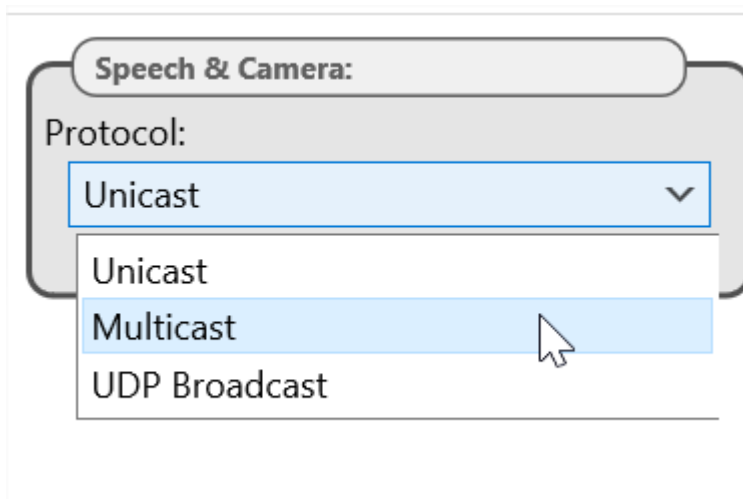 Speech & Camera:
Protocol:
Unicast
Unicast
Multicast
UDP Broadcast